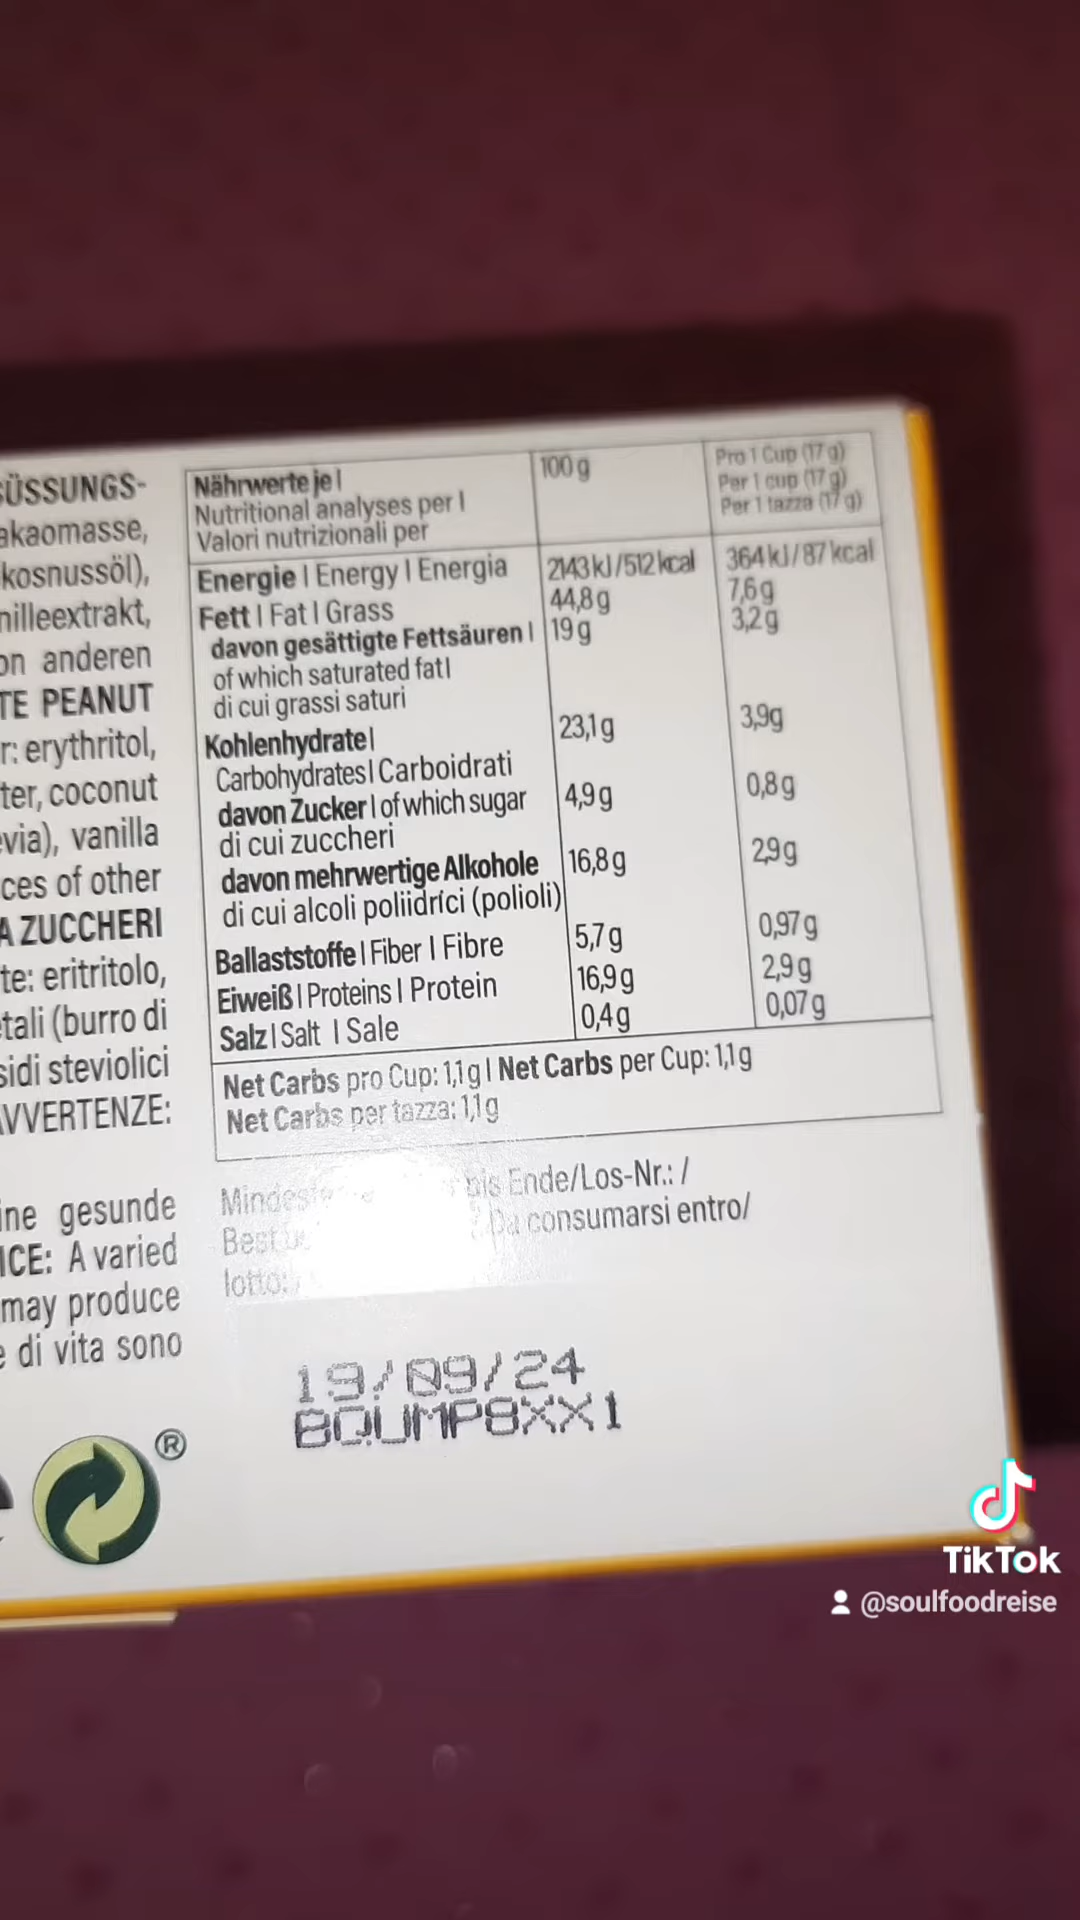 SÜSSUNGS-
akaomasse,
kosnussöl),
nilleextrakt,
on anderen
TE PEANUT
r: erythritol,
ter, coconut
evia), vanilla
ces of other
A ZUCCHERI
te: eritritolo,
etali (burro di
sidi steviolici
AVVERTENZE:
ine gesunde
ICE: A varied
may produce
e di vita sono
Nährwerte je | 100 g Pro 1 Cup (17 g)
Nutritional analyses per | Per 1 cup (17 g)
Valori nutrizionali per Per 1 tazza (17 g)
Energie | Energy | Energia 2143 kJ/512 kcal 364 kJ/87 kcal
Fett | Fat | Grass 44,8 g 7,6 g
davon gesättigte Fettsäuren | 19 g 3,2 g
of which saturated fat |
di cui grassi saturi
Kohlenhydrate | 23,1 g 3,9g
Carbohydrates | Carboidrati
davon Zucker | of which sugar 4,9 g 0,8 g
di cui zuccheri
davon mehrwertige Alkohole 16,8 g 2,9 g
di cui alcoli poliidrici (polioli)
Ballaststoffe | Fiber | Fibre 5,7 g 0,97 g
Eiweiß | Proteins | Protein 16,9 g 2,9 g
Salz | Salt | Sale 0,4 g 0,07 g
Net Carbs pro Cup: 1,1 g | Net Carbs per Cup: 1,1 g
Net Carbs per tazza: 1,1 g
bis Ende/Los-Nr.: /
Best Da consumarsi entro/
lotto:
19/09/24
BQUMP8XX1
®
TikTok
@soulfoodreise